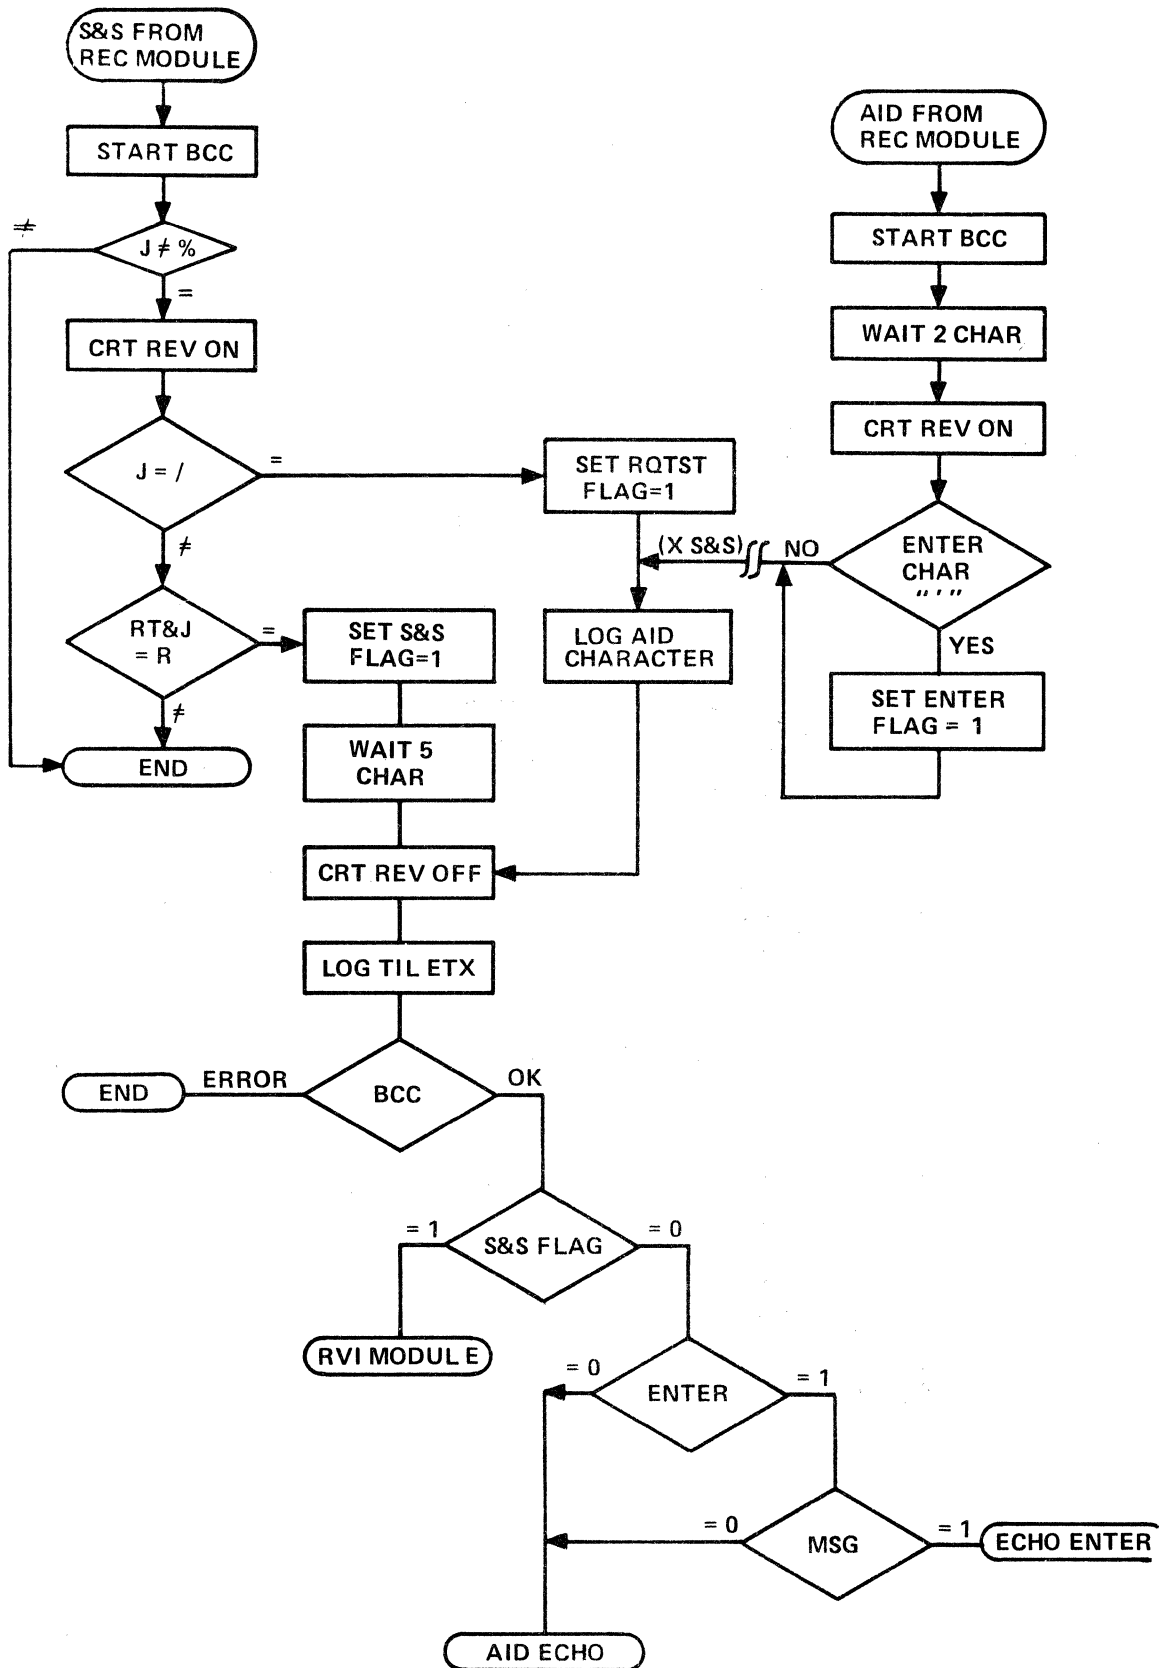 S&S FROM
REC MODULE
START BCC
≠
J ≠ %
=
CRT REV ON
J = /
=
≠
RT&J
= R
=
≠
END
SET S&S
FLAG=1
WAIT 5
CHAR
CRT REV OFF
LOG TIL ETX
SET RQTST
FLAG=1
(X S&S)
LOG AID
CHARACTER
AID FROM
REC MODULE
START BCC
WAIT 2 CHAR
CRT REV ON
ENTER
CHAR
" ' "
NO
YES
SET ENTER
FLAG = 1
BCC
ERROR
END
OK
S&S FLAG
= 1
= 0
RVI MODULE
ENTER
= 0
= 1
MSG
= 0
= 1
ECHO ENTER
AID ECHO